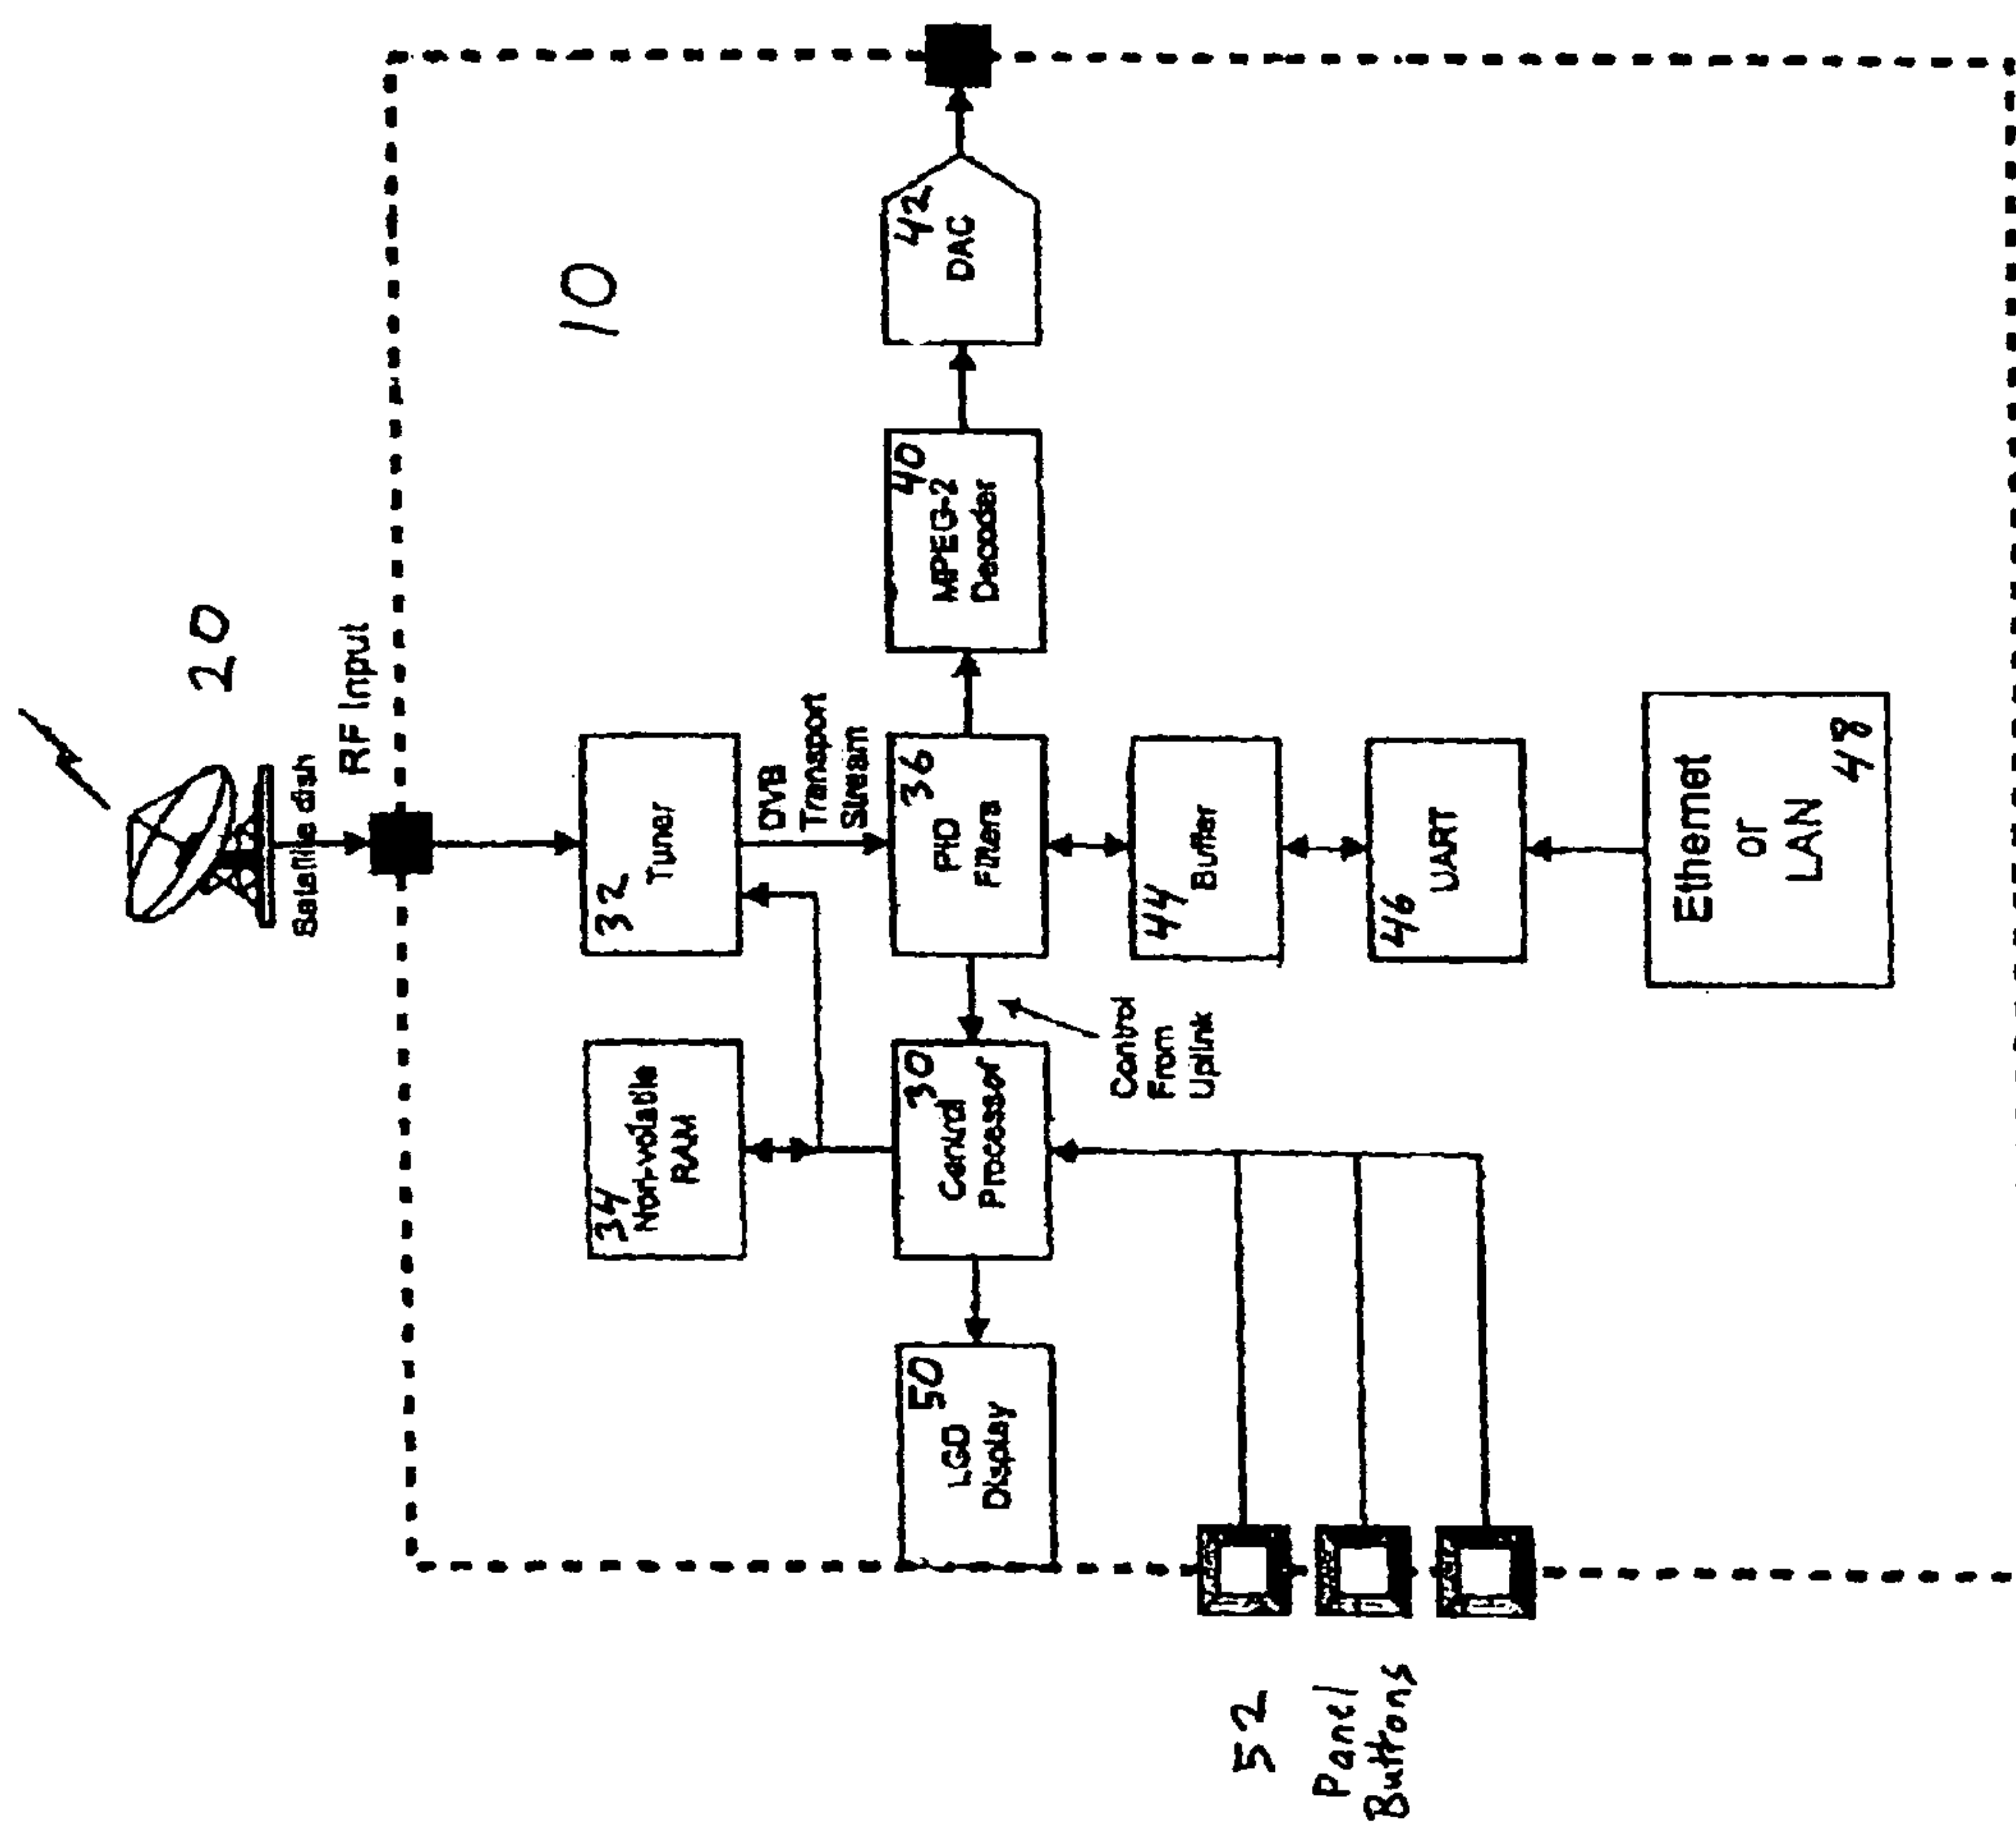 20
Satellite dish
RF Input
10
32
Tuner
DVB
Transport
Stream
34
Non-volatile
RAM
36
PID
Filters
40
MPEG-2
Decoder
42
DAC
30
Control
Processor
Control
From
Uplink
50
LCD
Display
44
Buffer
46
UART
Ethernet
or
LAN
48
52
Panel
Buttons